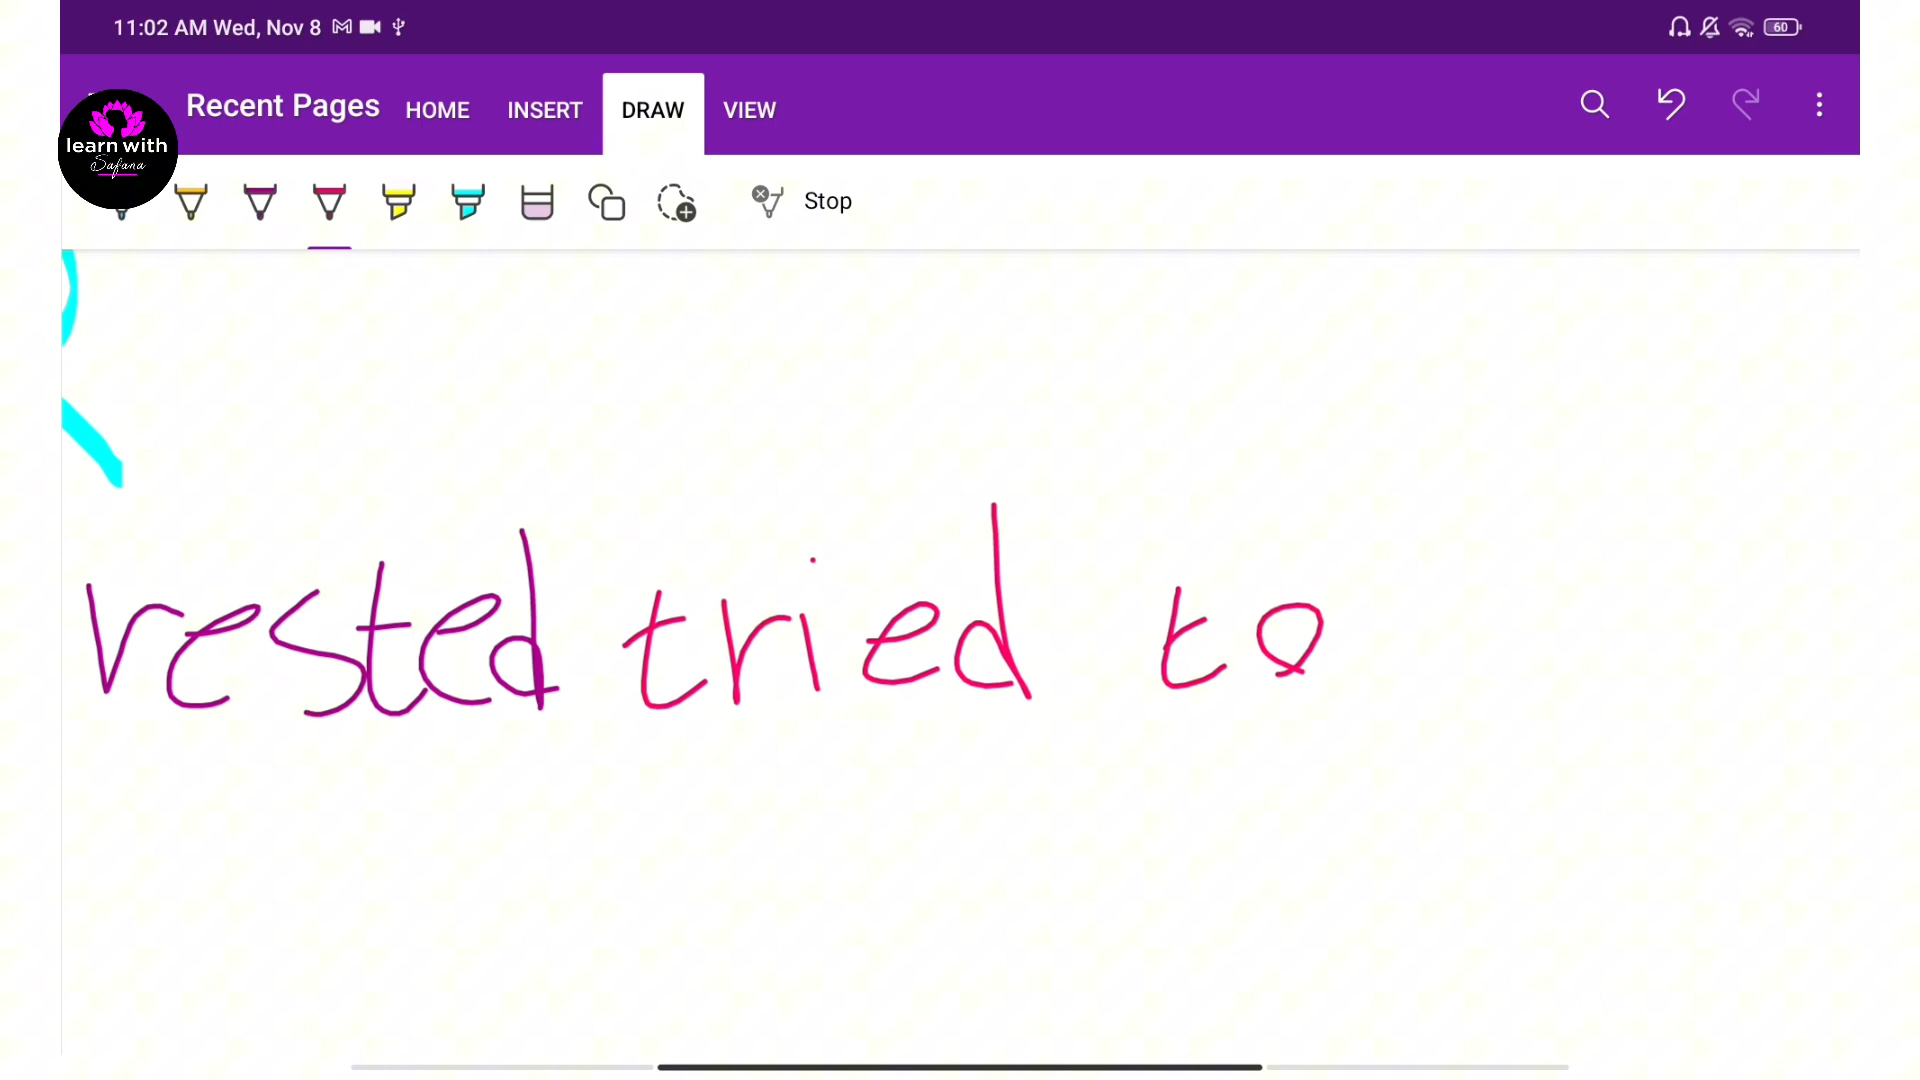 11:02 AM Wed, Nov 8
60
Recent Pages HOME INSERT DRAW VIEW
learn with
Safana
Stop
rested tried to